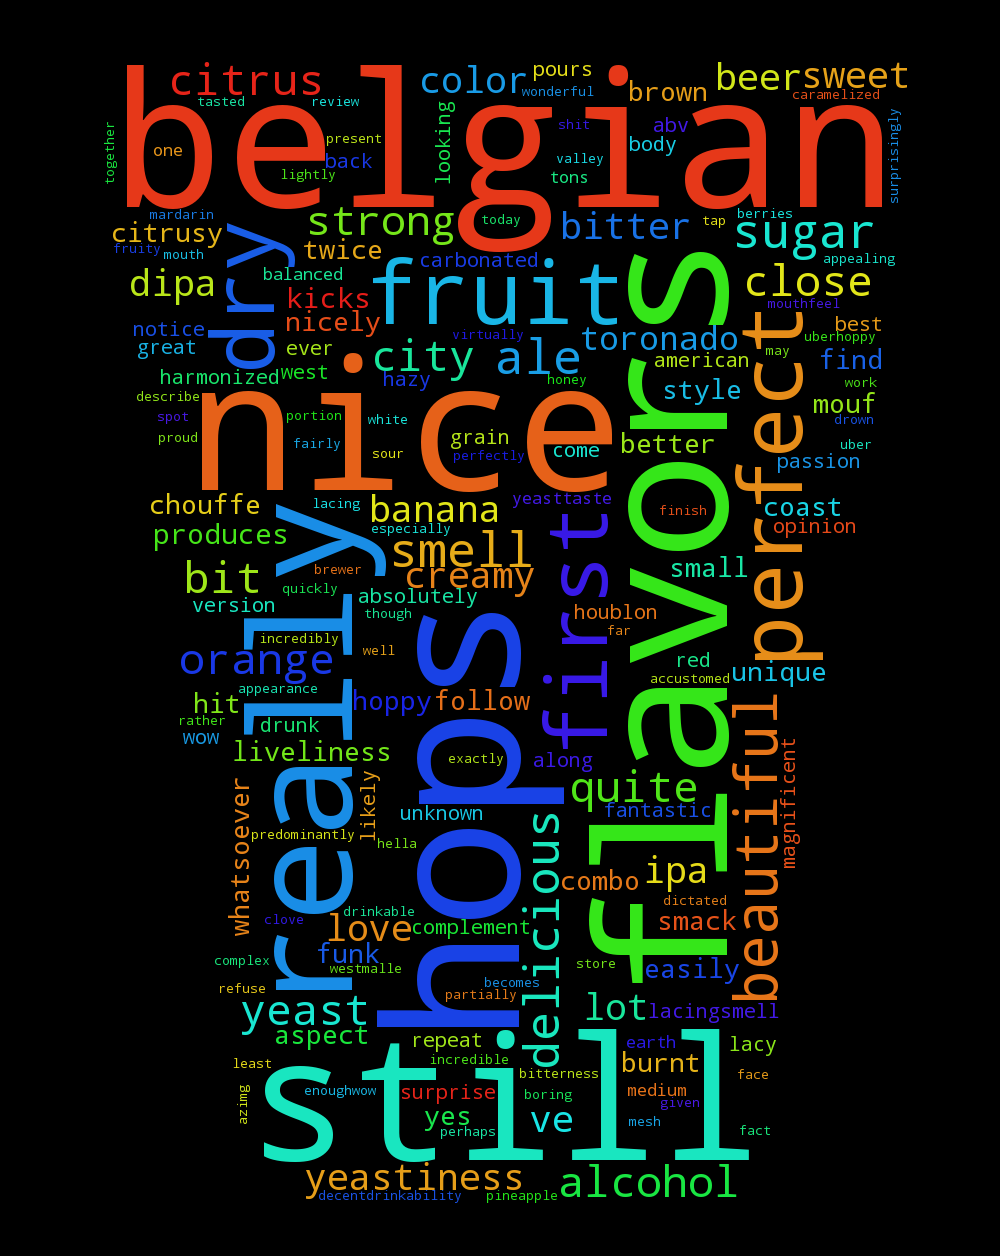 belgian
citrus
color
pours
wonderful
brown
beer
sweet
caramelized
tasted
review
together
one
present
back
lightly
looking
shit
abv
valley
body
tons
surprisingly
mardarin
citrusy
fruity
mouth
dry
strong
twice
today
bitter
tap
berries
sugar
appealing
carbonated
balanced
dipa
kicks
nicely
fruit
flavors
close
mouthfeel
notice
great
ever
virtually
toronado
best
uberhoppy
city
ale
american
may
find
perfect
harmonized
west
hazy
honey
style
work
describe
nice
spot
portion
white
mouf
drown
proud
fairly
sour
grain
perfectly
come
better
uber
passion
chouffe
lacing
banana
yeasttaste
finish
coast
opinion
produces
especially
smell
first
bit
brewer
creamy
small
quickly
absolutely
version
though
houblon
really
hops
incredibly
well
far
orange
red
accustomed
unique
appearance
hit
hoppy
follow
rather
drunk
wow
liveliness
exactly
along
beautiful
magnificent
quite
likely
whatsoever
unknown
fantastic
predominantly
hella
delicious
combo
ipa
drinkable
clove
love
complement
dictated
smack
funk
complex
westmalle
store
easily
refuse
becomes
partially
yeast
lot
lacingsmell
aspect
repeat
still
earth
lacy
least
incredible
burnt
bitterness
face
azimg
enoughwow
surprise
boring
medium
given
yes
perhaps
ve
mesh
fact
yeastiness
decentdrinkability
pineapple
alcohol